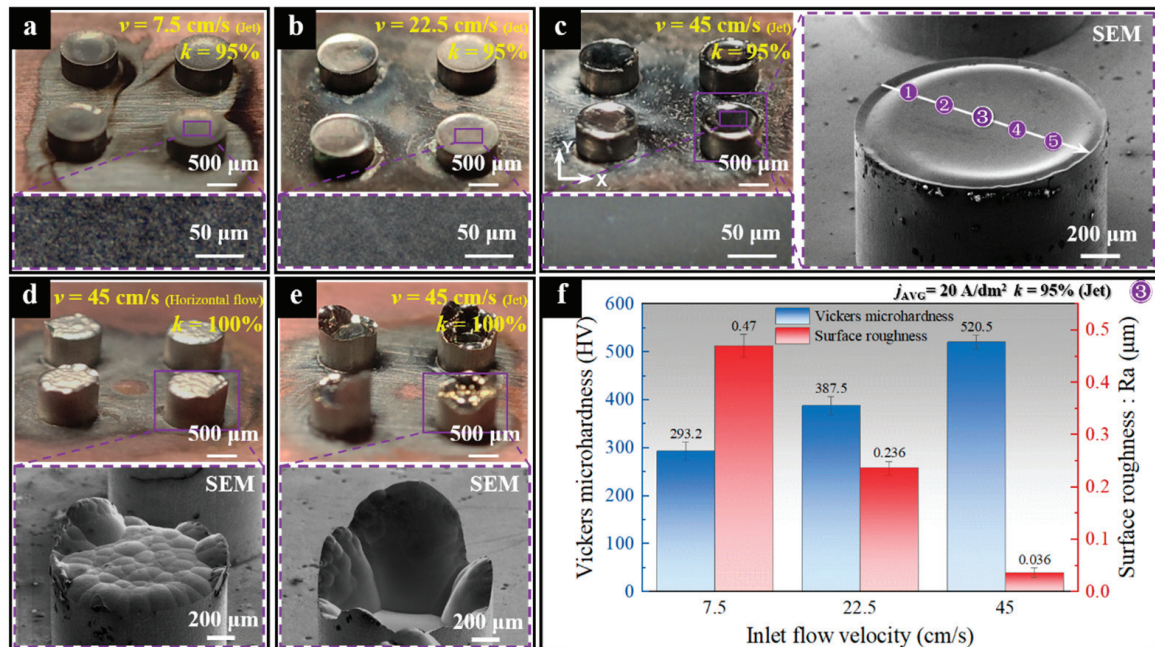 a
v = 7.5 cm/s (Jet)
k = 95%
500 μm
50 μm
b
v = 22.5 cm/s (Jet)
k = 95%
500 μm
50 μm
c
v = 45 cm/s (Jet)
k = 95%
Y
X
500 μm
50 μm
SEM
①
②
③
④
⑤
200 μm
d
v = 45 cm/s (Horizontal flow)
k = 100%
500 μm
SEM
200 μm
e
v = 45 cm/s (Jet)
k = 100%
500 μm
SEM
200 μm
f
jAVG= 20 A/dm² k = 95% (Jet) ③
Vickers microhardness
Surface roughness
Vickers microhardness (HV)
600
500
400
300
200
100
0
293.2
0.47
387.5
0.236
520.5
0.036
0.5
0.4
0.3
0.2
0.1
0.0
Surface roughness : Ra (μm)
7.5 22.5 45
Inlet flow velocity (cm/s)